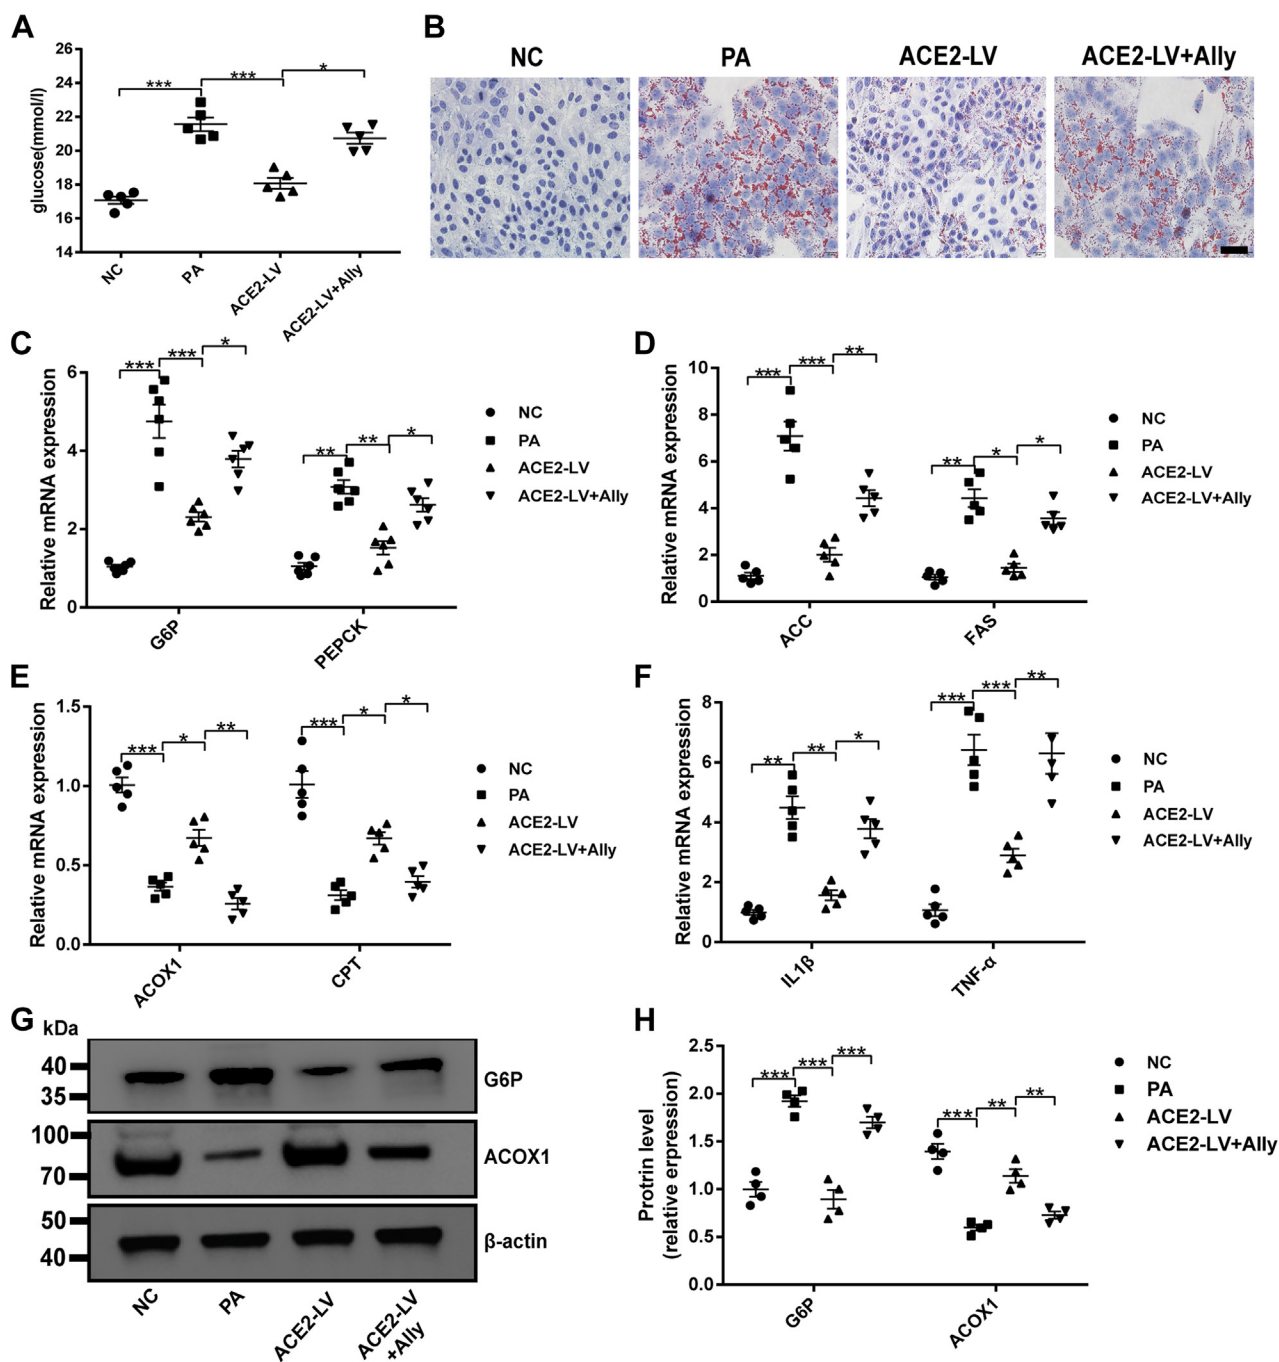 A
26
24
22
20
18
16
14
glucose(mmol/l)
*** *** *
NC PA ACE2-LV ACE2-LV+Ally
B
NC PA ACE2-LV ACE2-LV+Ally
C
Relative mRNA expression
6
4
2
0
*** *** * ** ** *
G6P PEPCK
NC
PA
ACE2-LV
ACE2-LV+Ally
D
Relative mRNA expression
10
8
6
4
2
0
*** *** ** ** * *
ACC FAS
NC
PA
ACE2-LV
ACE2-LV+Ally
E
Relative mRNA expression
1.5
1.0
0.5
0.0
*** * ** *** * *
ACOX1 CPT
NC
PA
ACE2-LV
ACE2-LV+Ally
F
Relative mRNA expression
8
6
4
2
0
** ** * *** *** **
IL1β TNF-α
NC
PA
ACE2-LV
ACE2-LV+Ally
G
kDa
40
35
G6P
100
70
ACOX1
50
40
β-actin
NC PA ACE2-LV ACE2-LV
+Ally
H
Protrin level
(relative erpression)
2.5
2.0
1.5
1.0
0.5
0.0
*** *** *** *** ** **
G6P ACOX1
NC
PA
ACE2-LV
ACE2-LV+Ally